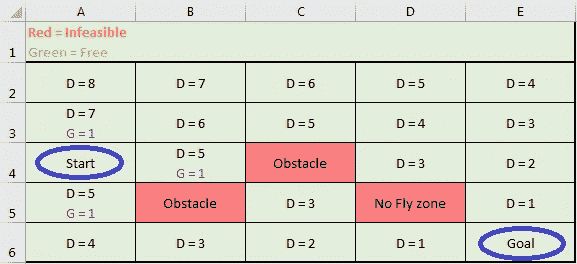 A B C D E
1 Red = Infeasible
Green = Free
2 D = 8 D = 7 D = 6 D = 5 D = 4
3 D = 7 D = 6 D = 5 D = 4 D = 3
G = 1
4 Start D = 5 Obstacle D = 3 D = 2
G = 1
5 D = 5 Obstacle D = 3 No Fly zone D = 1
G = 1
6 D = 4 D = 3 D = 2 D = 1 Goal